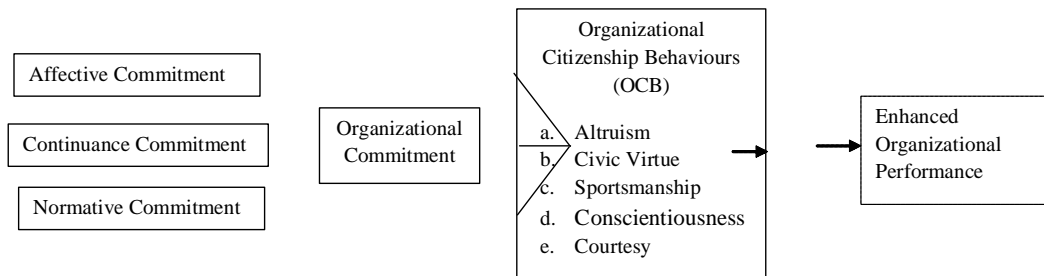 Affective Commitment
Continuance Commitment
Normative Commitment
Organizational
Commitment
Organizational
Citizenship Behaviours
(OCB)
a. Altruism
b. Civic Virtue
c. Sportsmanship
d. Conscientiousness
e. Courtesy
Enhanced
Organizational
Performance